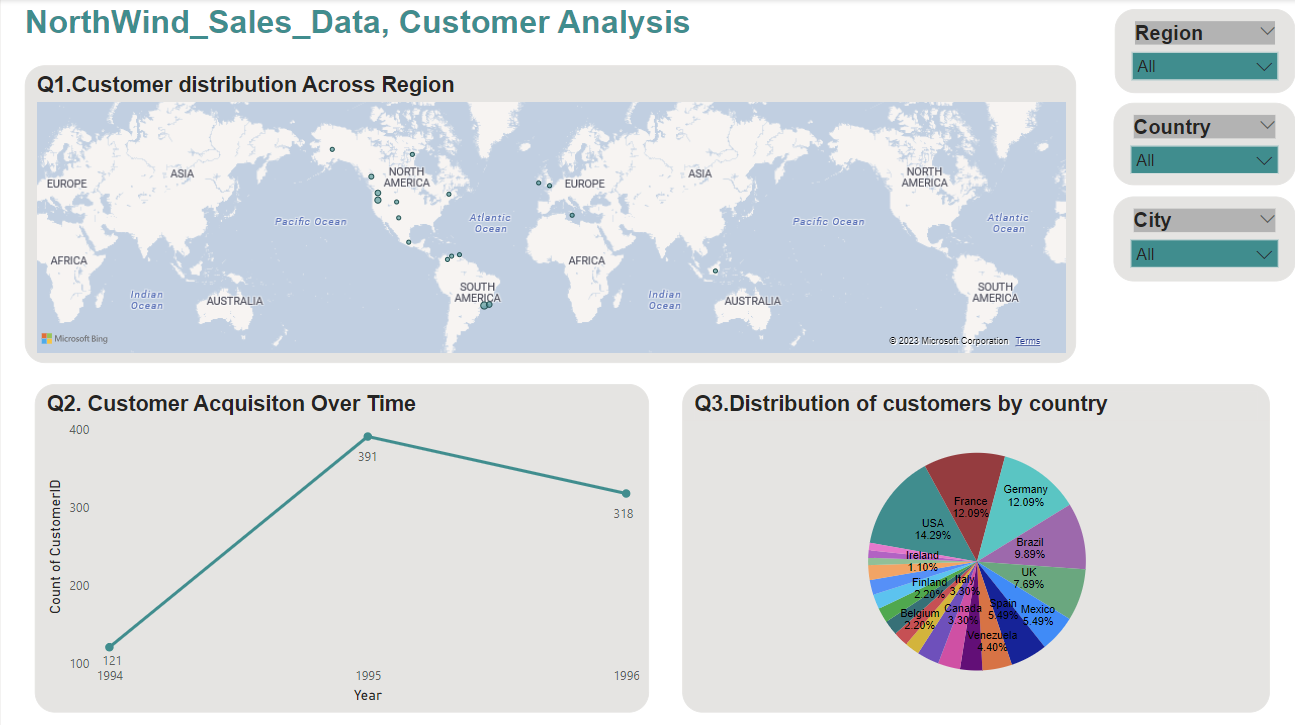 NorthWind_Sales_Data, Customer Analysis
Region
All
Country
All
City
All
Q1.Customer distribution Across Region
EUROPE
ASIA
NORTH
AMERICA
Pacific Ocean
Atlantic
Ocean
AFRICA
Indian
Ocean
AUSTRALIA
SOUTH
AMERICA
EUROPE
ASIA
NORTH
AMERICA
Pacific Ocean
Atlantic
Ocean
AFRICA
Indian
Ocean
AUSTRALIA
SOUTH
AMERICA
Microsoft Bing
© 2023 Microsoft Corporation Terms
Q2. Customer Acquisiton Over Time
Count of CustomerID
400
300
200
100
121
391
318
1994
1995
1996
Year
Q3.Distribution of customers by country
France
12.09%
Germany
12.09%
USA
14.29%
Brazil
9.89%
UK
7.69%
Ireland
1.10%
Finland
2.20%
Italy
3.30%
Belgium
2.20%
Canada
3.30%
Spain
5.49%
Mexico
5.49%
Venezuela
4.40%